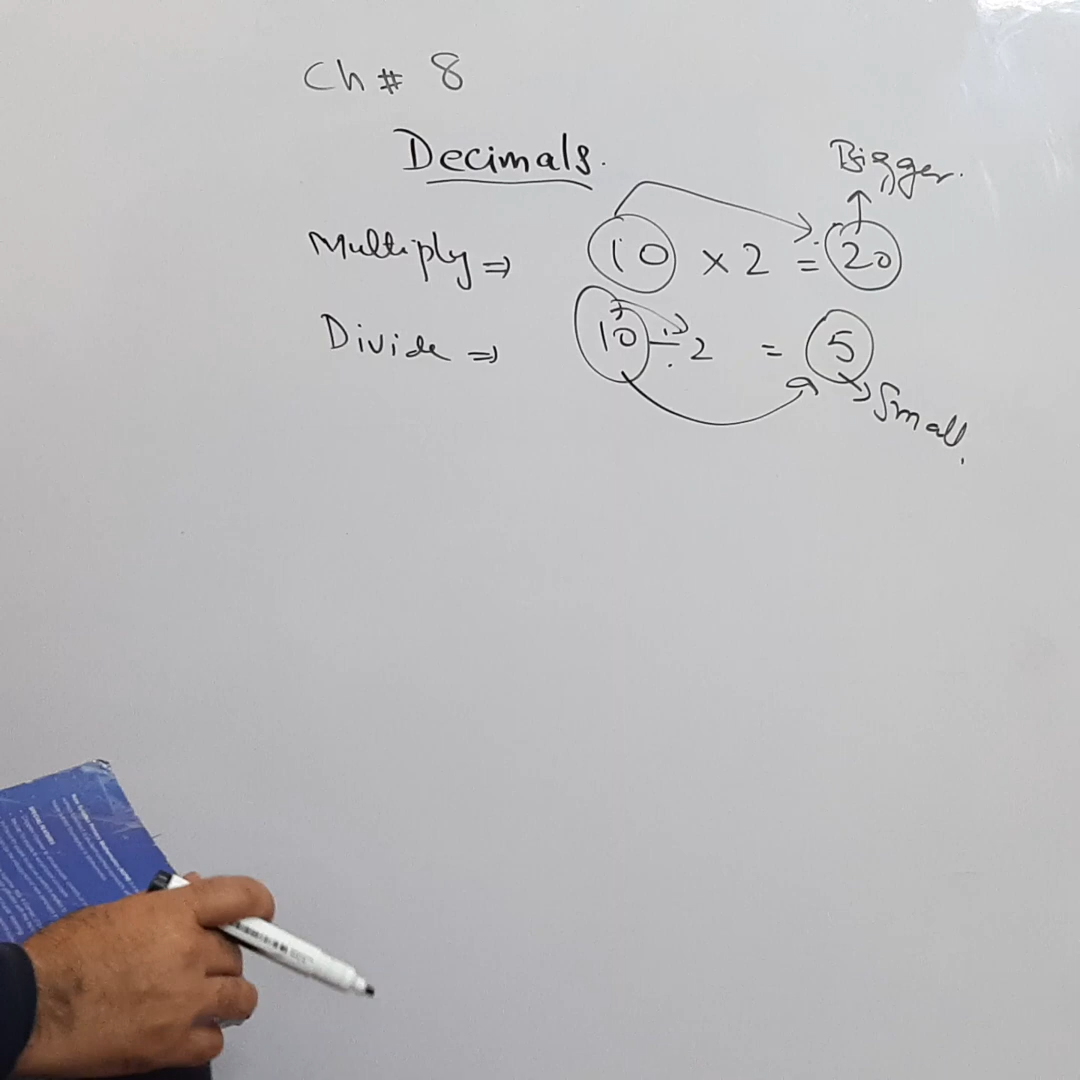 Ch # 8
Decimals.
Bigger.
Multiply ⇒ 10 × 2 = 20
Divide ⇒ 10 ÷ 2 = 5
Small.